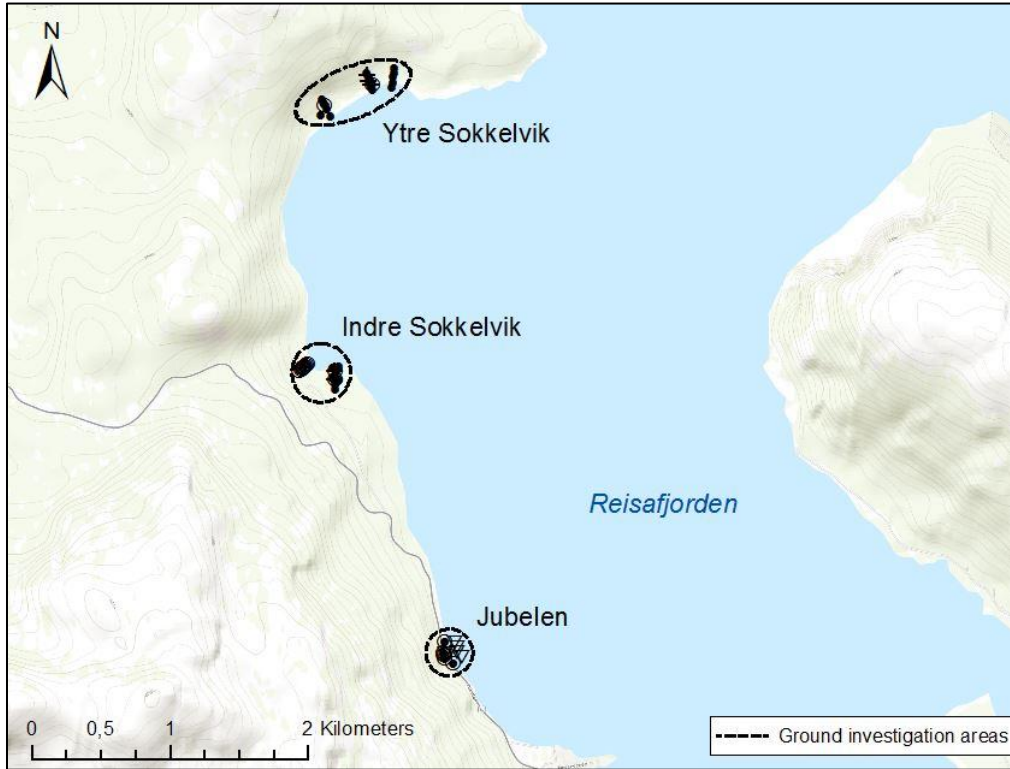 N
Ytre Sokkelvik
Indre Sokkelvik
Reisafjorden
Jubelen
0 0,5 1 2 Kilometers
Ground investigation areas